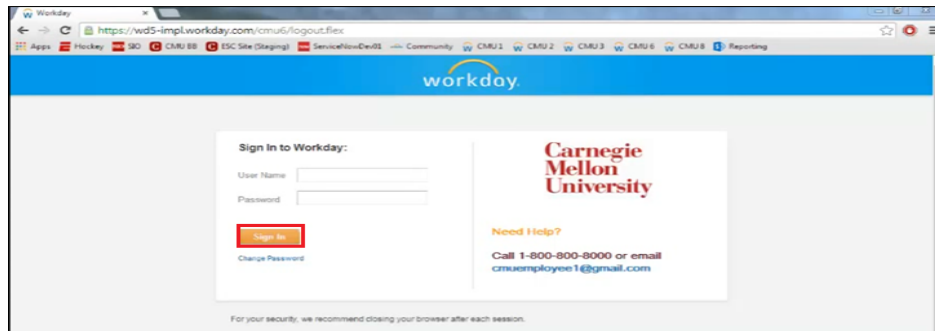 Workday
https://wd5-impl.workday.com/cmu6/logout.flex
Apps Hockey SIO CMU BB ESC Site (Staging) ServiceNowDev01 Community CMU 1 CMU 2 CMU 3 CMU 6 CMU 8 Reporting
workday.
Sign In to Workday:
User Name
Password
Sign In
Change Password
Carnegie
Mellon
University
Need Help?
Call 1-800-800-8000 or email
cmuemployee1@gmail.com
For your security, we recommend closing your browser after each session.